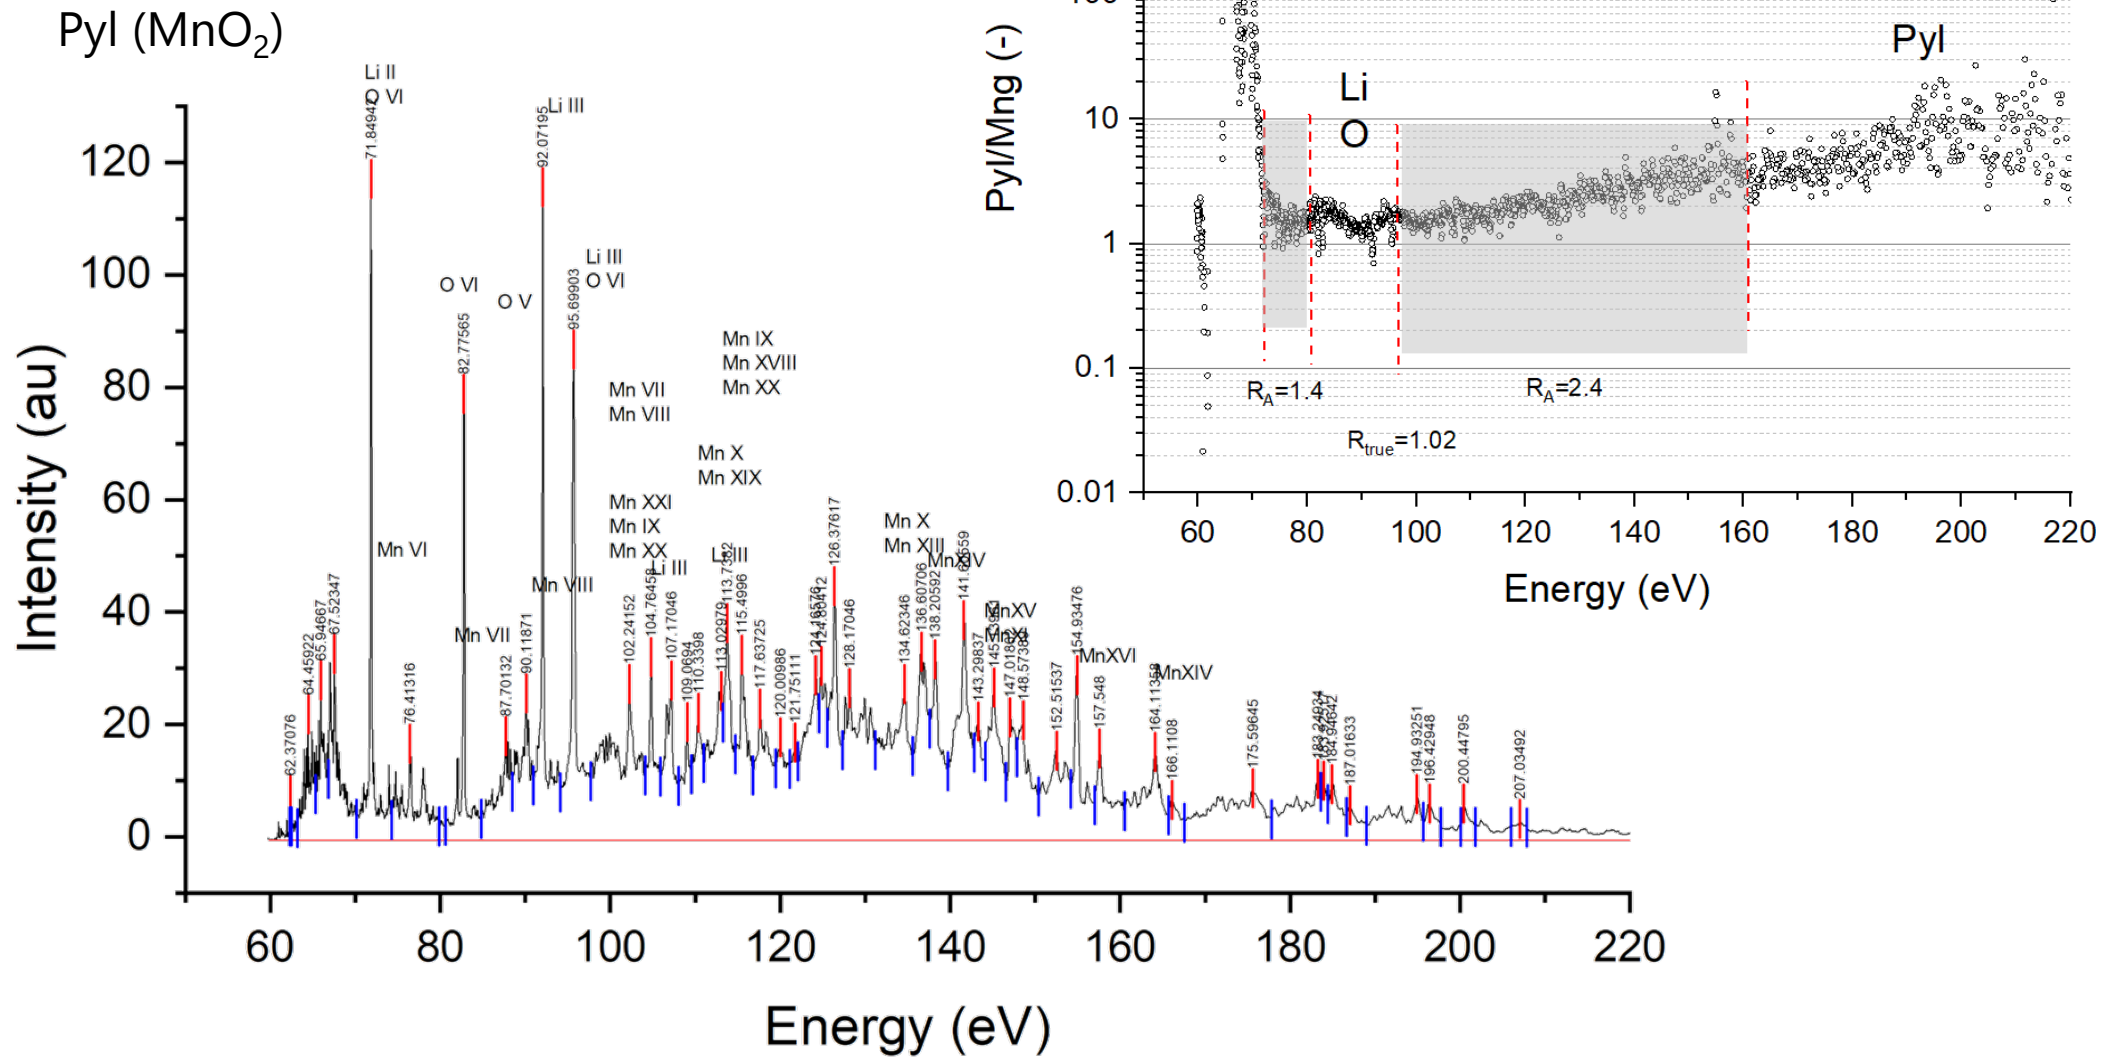 Pyl (MnO2)
Li II
O VI
71.84942
Li III
92.07195
Li III
O VI
95.69903
O VI
82.77565
O V
Mn IX
Mn XVIII
Mn XX
Mn VII
Mn VIII
Mn X
Mn XIX
Mn XXI
Mn IX
Mn XX
Li III
Li III
Mn X
Mn XIII
MnXIV
Mn VI
Mn VIII
Mn VII
MnXV
MnXI
MnXVI
MnXIV
62.37076
64.45922
65.94667
67.52347
76.41316
87.70132
90.11871
102.24152
104.76458
107.17046
109.0694
110.3398
113.02979
113.7382
115.4996
117.63725
120.00986
121.75111
126.37617
128.17046
134.62346
136.60706
138.20592
143.29837
152.51537
154.93476
157.548
164.11358
166.1108
175.59645
184.94642
187.01633
194.93251
196.42948
200.44795
207.03492
Intensity (au)
120
100
80
60
40
20
0
60 80 100 120 140 160 180 200 220
Energy (eV)
Pyl/Mng (-)
10
1
0.1
0.01
Li
O
Pyl
RA=1.4
RA=2.4
Rtrue=1.02
60 80 100 120 140 160 180 200 220
Energy (eV)